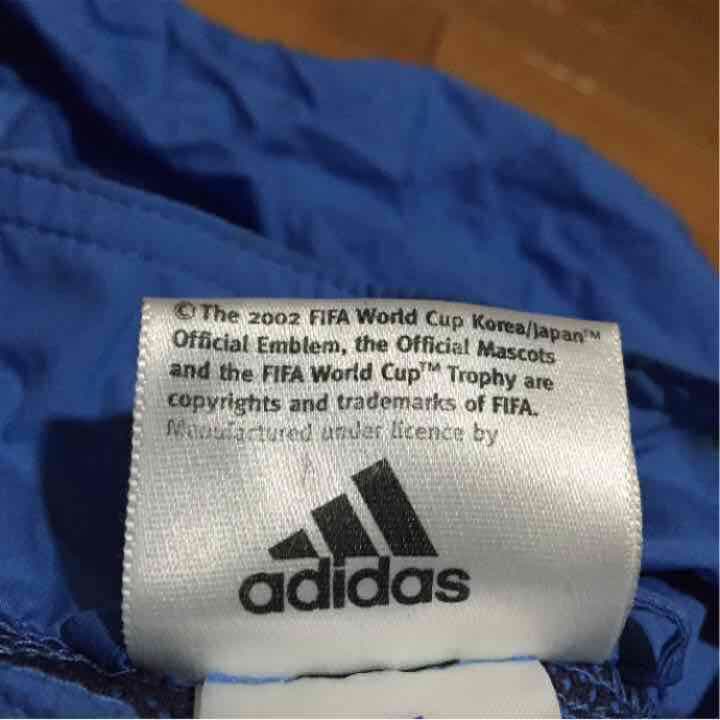 © The 2002 FIFA World Cup Korea/Japan™
Official Emblem, the Official Mascots
and the FIFA World Cup™ Trophy are
copyrights and trademarks of FIFA.
Manufactured under licence by
adidas